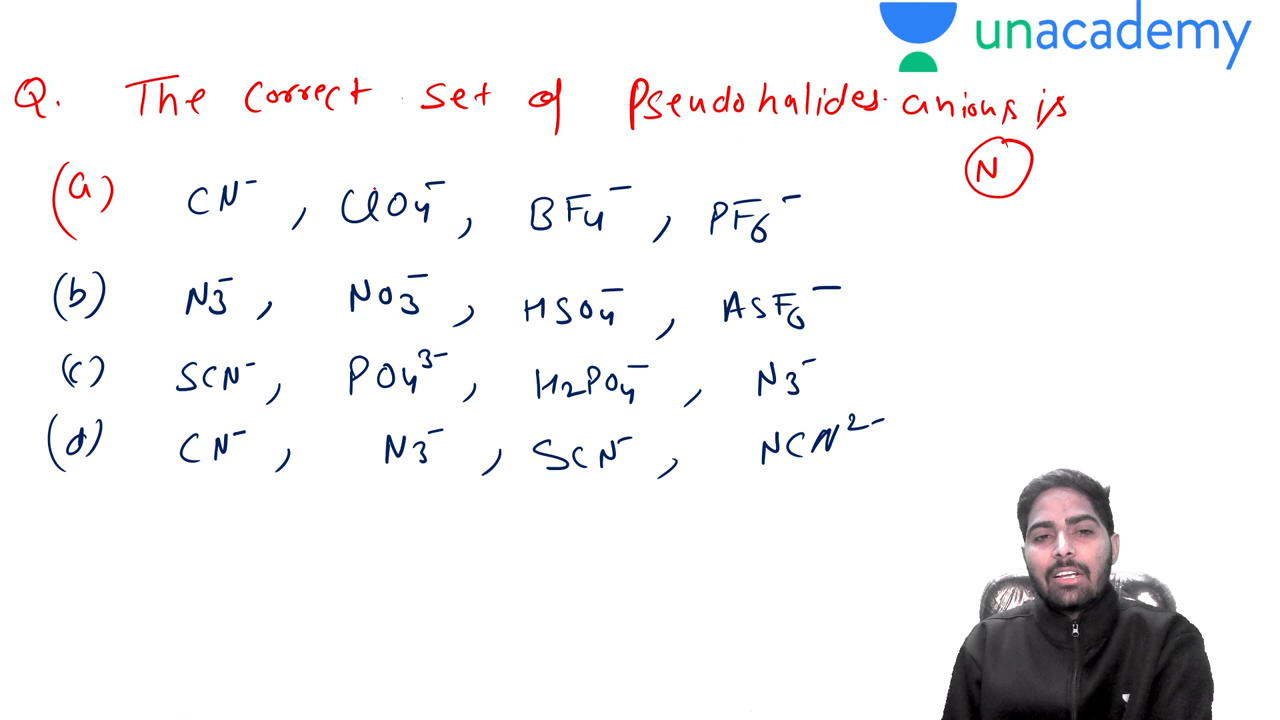 unacademy
Q. The correct set of Pseudohalides anions is
N
(a) CN⁻, ClO4⁻, BF4⁻, PF6⁻
(b) N3⁻, NO3⁻, HSO4⁻, ASF6⁻
(c) SCN⁻, PO4³⁻, H2PO4⁻, N3⁻
(d) CN⁻, N3⁻, SCN⁻, NCN²⁻